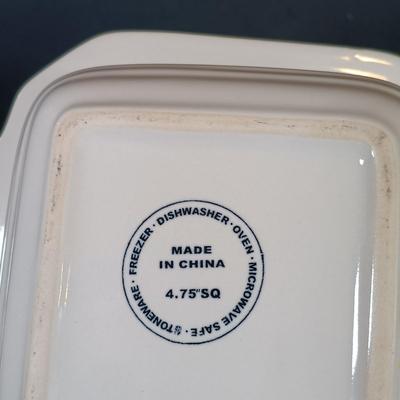 FREEZER · DISHWASHER · OVEN · MICROWAVE SAFE · STONEWARE ·
MADE
IN CHINA
4.75"SQ